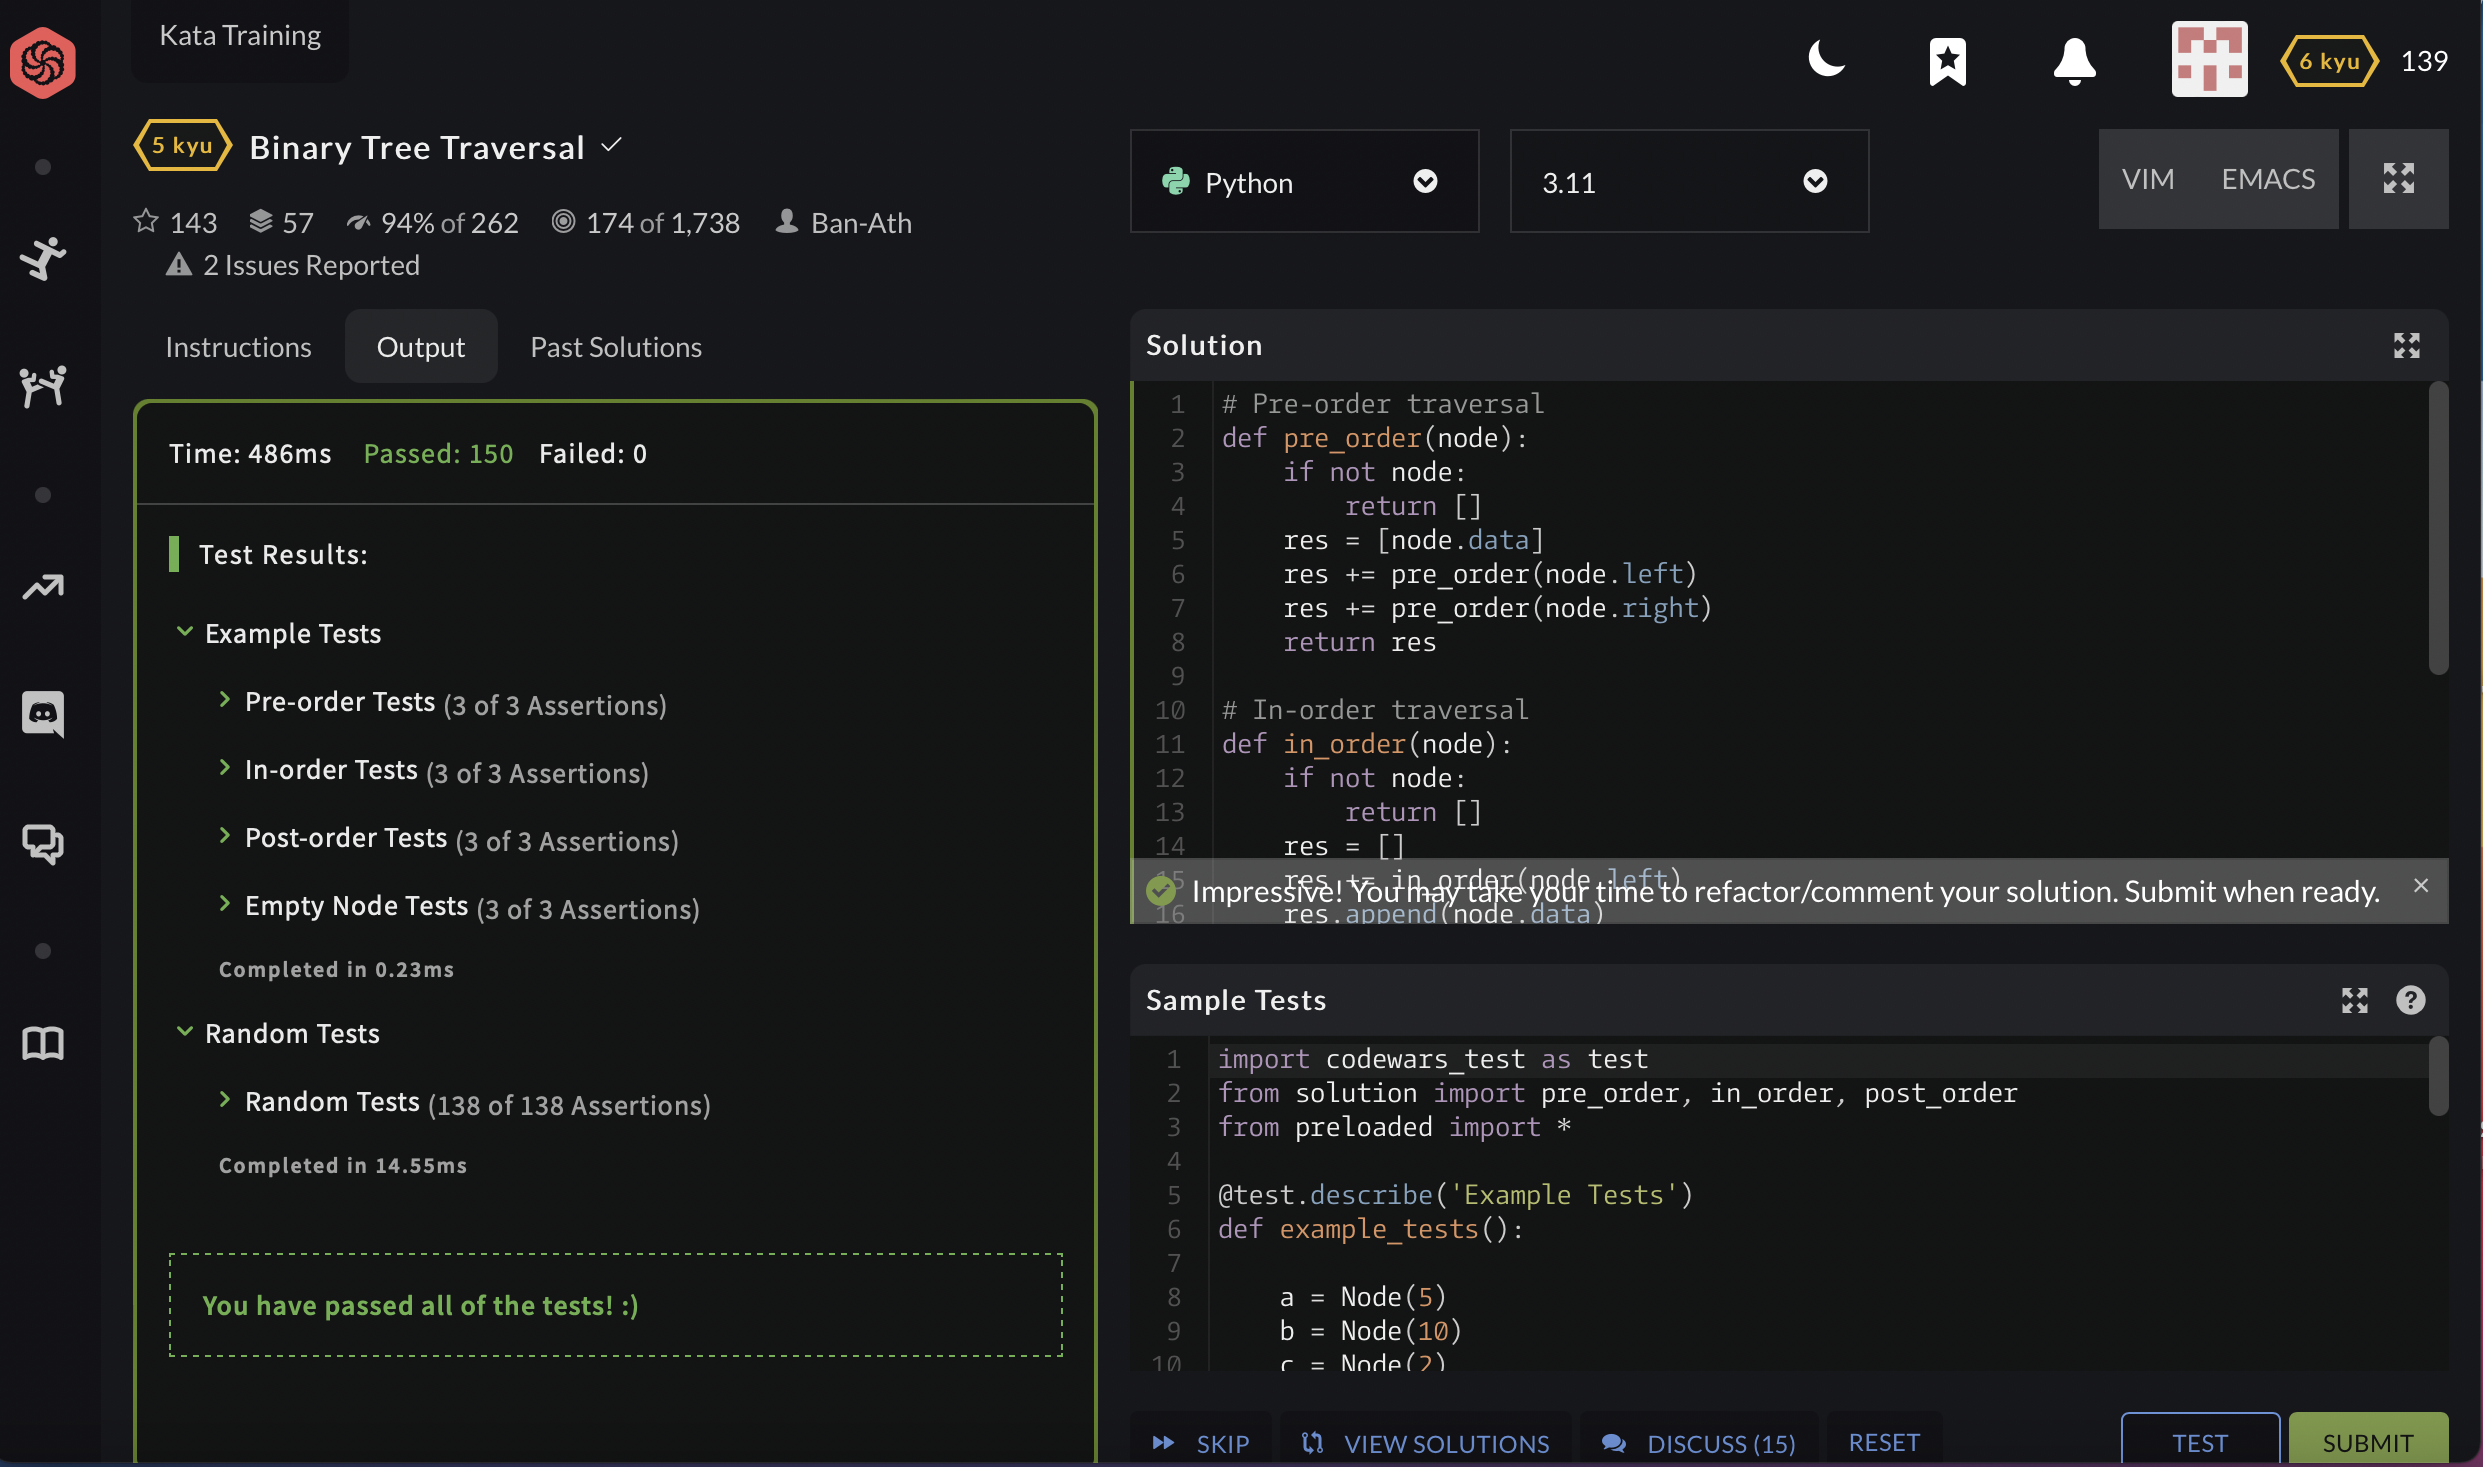 Kata Training
6 kyu 139
5 kyu Binary Tree Traversal
143 57 94% of 262 174 of 1,738 Ban-Ath
2 Issues Reported
Python
3.11
VIM EMACS
Instructions Output Past Solutions
Time: 486ms Passed: 150 Failed: 0
Test Results:
Example Tests
Pre-order Tests (3 of 3 Assertions)
In-order Tests (3 of 3 Assertions)
Post-order Tests (3 of 3 Assertions)
Empty Node Tests (3 of 3 Assertions)
Completed in 0.23ms
Random Tests
Random Tests (138 of 138 Assertions)
Completed in 14.55ms
You have passed all of the tests! :)
Solution
1 # Pre-order traversal
2 def pre_order(node):
3     if not node:
4         return []
5     res = [node.data]
6     res += pre_order(node.left)
7     res += pre_order(node.right)
8     return res
9
10 # In-order traversal
11 def in_order(node):
12     if not node:
13         return []
14     res = []
15     res += in_order(node.left)
Impressive! You may take your time to refactor/comment your solution. Submit when ready.
16     res.append(node.data)
Sample Tests
1 import codewars_test as test
2 from solution import pre_order, in_order, post_order
3 from preloaded import *
4
5 @test.describe('Example Tests')
6 def example_tests():
7
8     a = Node(5)
9     b = Node(10)
10     c = Node(2)
SKIP VIEW SOLUTIONS DISCUSS (15) RESET TEST SUBMIT